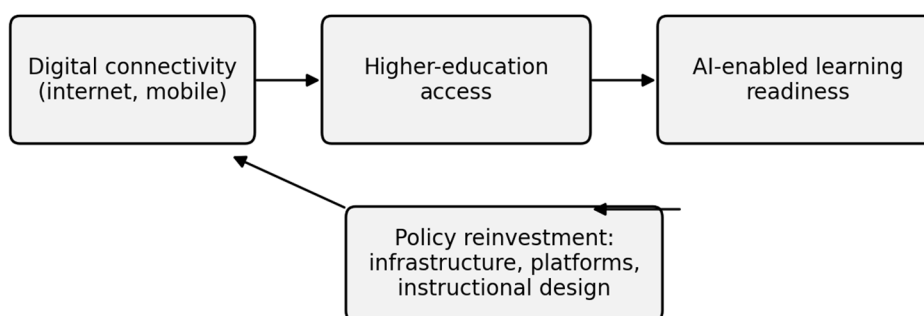 Digital connectivity
(internet, mobile)
Higher-education
access
AI-enabled learning
readiness
Policy reinvestment:
infrastructure, platforms,
instructional design